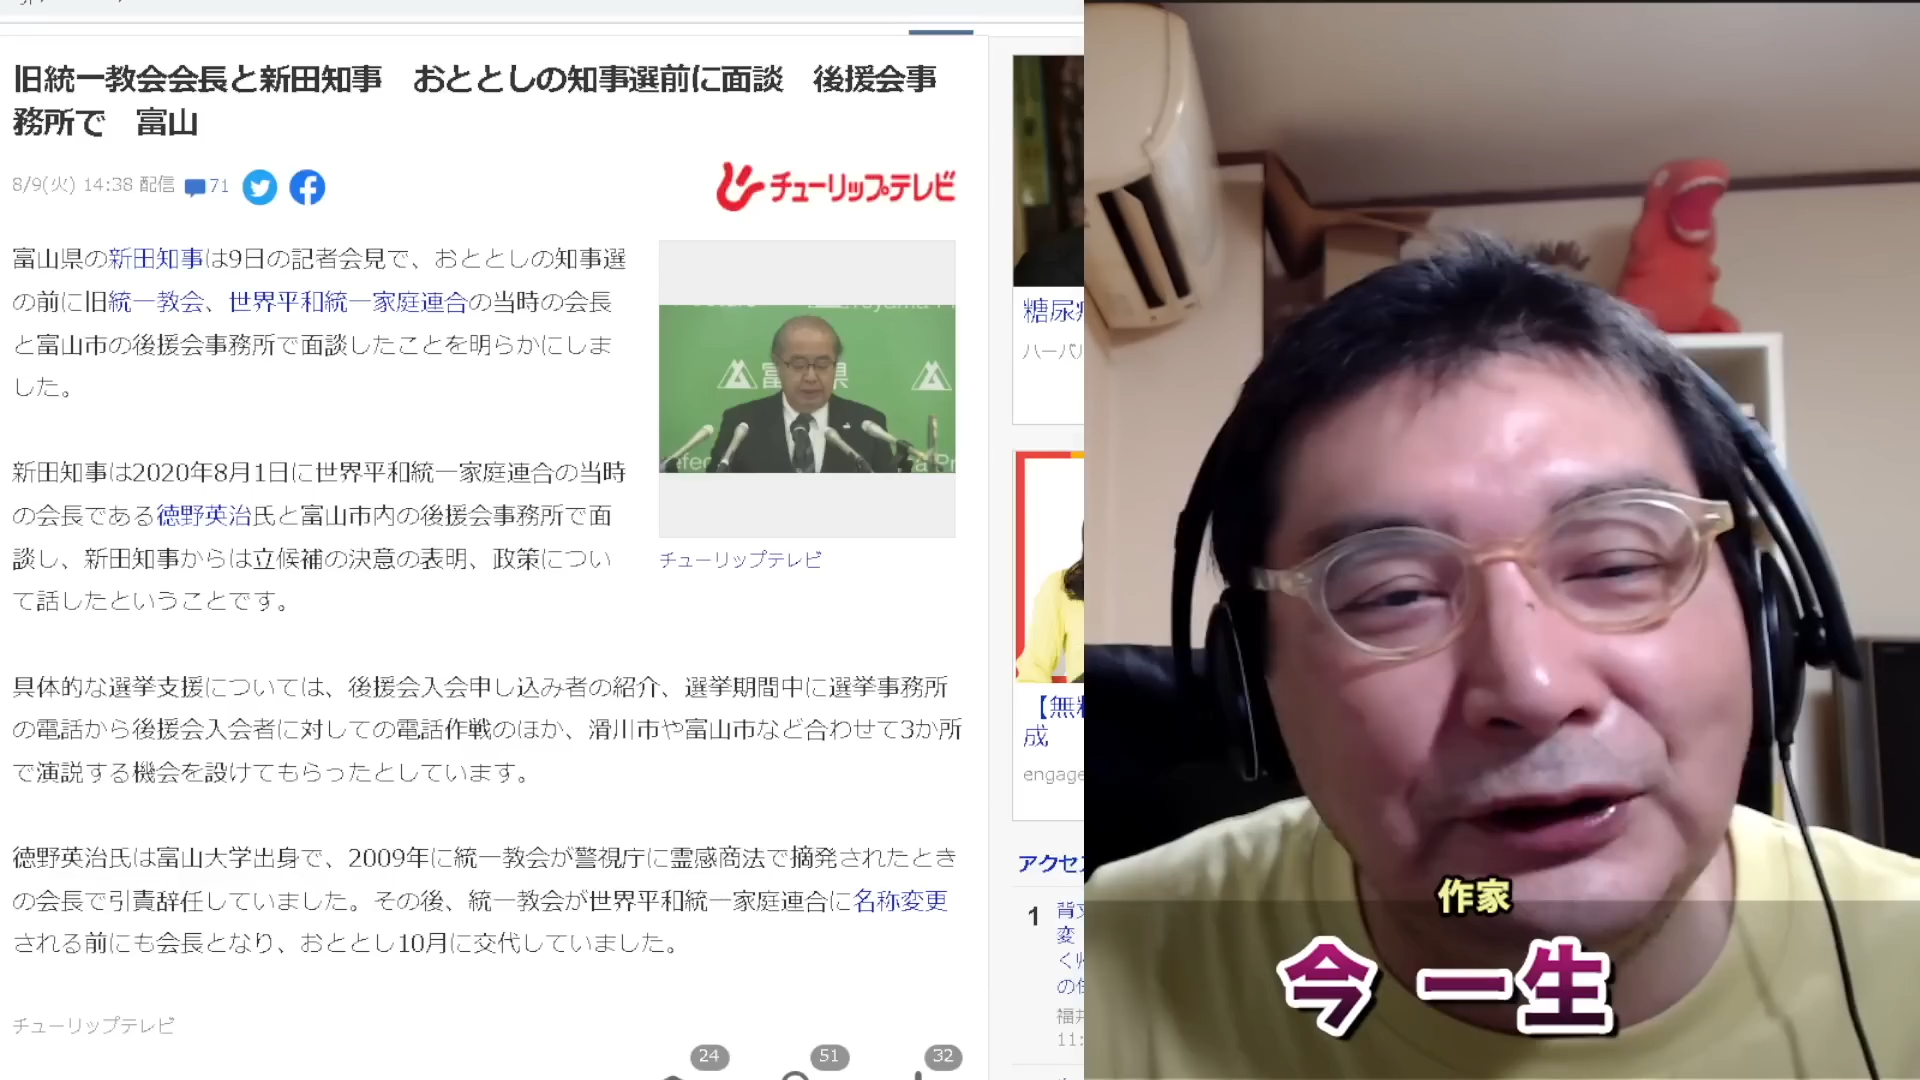 旧統一教会会長と新田知事　おととしの知事選前に面談　後援会事
務所で　富山
8/9(火) 14:38 配信 71
チューリップテレビ
富山県の新田知事は9日の記者会見で、おととしの知事選
の前に旧統一教会、世界平和統一家庭連合の当時の会長
と富山市の後援会事務所で面談したことを明らかにしま
した。
新田知事は2020年8月1日に世界平和統一家庭連合の当時
の会長である徳野英治氏と富山市内の後援会事務所で面
談し、新田知事からは立候補の決意の表明、政策につい
て話したということです。
チューリップテレビ
具体的な選挙支援については、後援会入会申し込み者の紹介、選挙期間中に選挙事務所
の電話から後援会入会者に対しての電話作戦のほか、滑川市や富山市など合わせて3か所
で演説する機会を設けてもらったとしています。
徳野英治氏は富山大学出身で、2009年に統一教会が警視庁に霊感商法で摘発されたとき
の会長で引責辞任していました。その後、統一教会が世界平和統一家庭連合に名称変更
される前にも会長となり、おととし10月に交代していました。
チューリップテレビ
24 51 32
糖尿
ハーバ
【無料
成
engage
アクセ
1
変
の
福井
11:
作家
今 一生